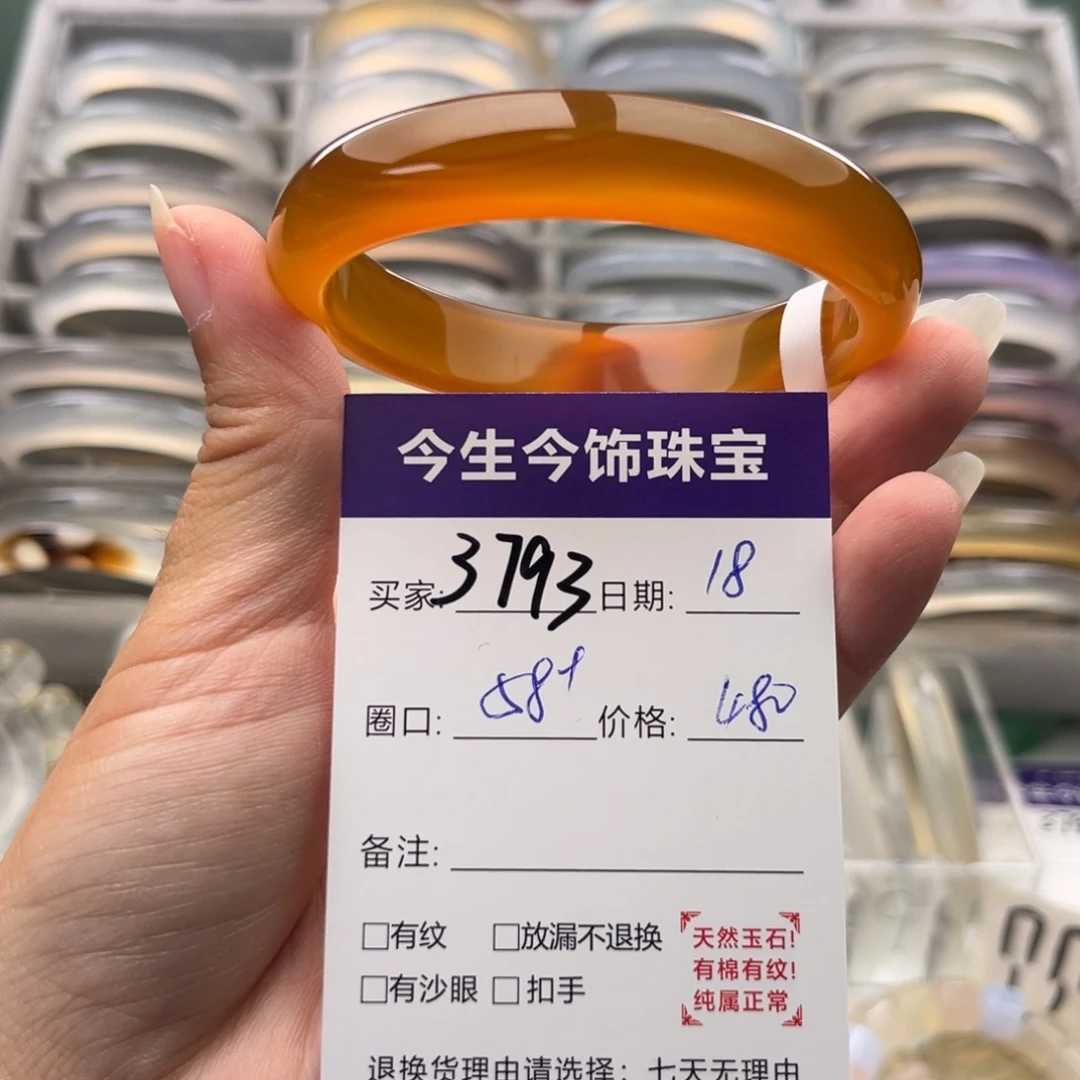 今生今饰珠宝
买家: 3793 日期: 18
圈口: 58+ 价格: 480
备注:
□有纹 □放漏不退换
□有沙眼 □扣手
天然玉石!
有棉有纹!
纯属正常
退换货理由请选择: 七天无理由